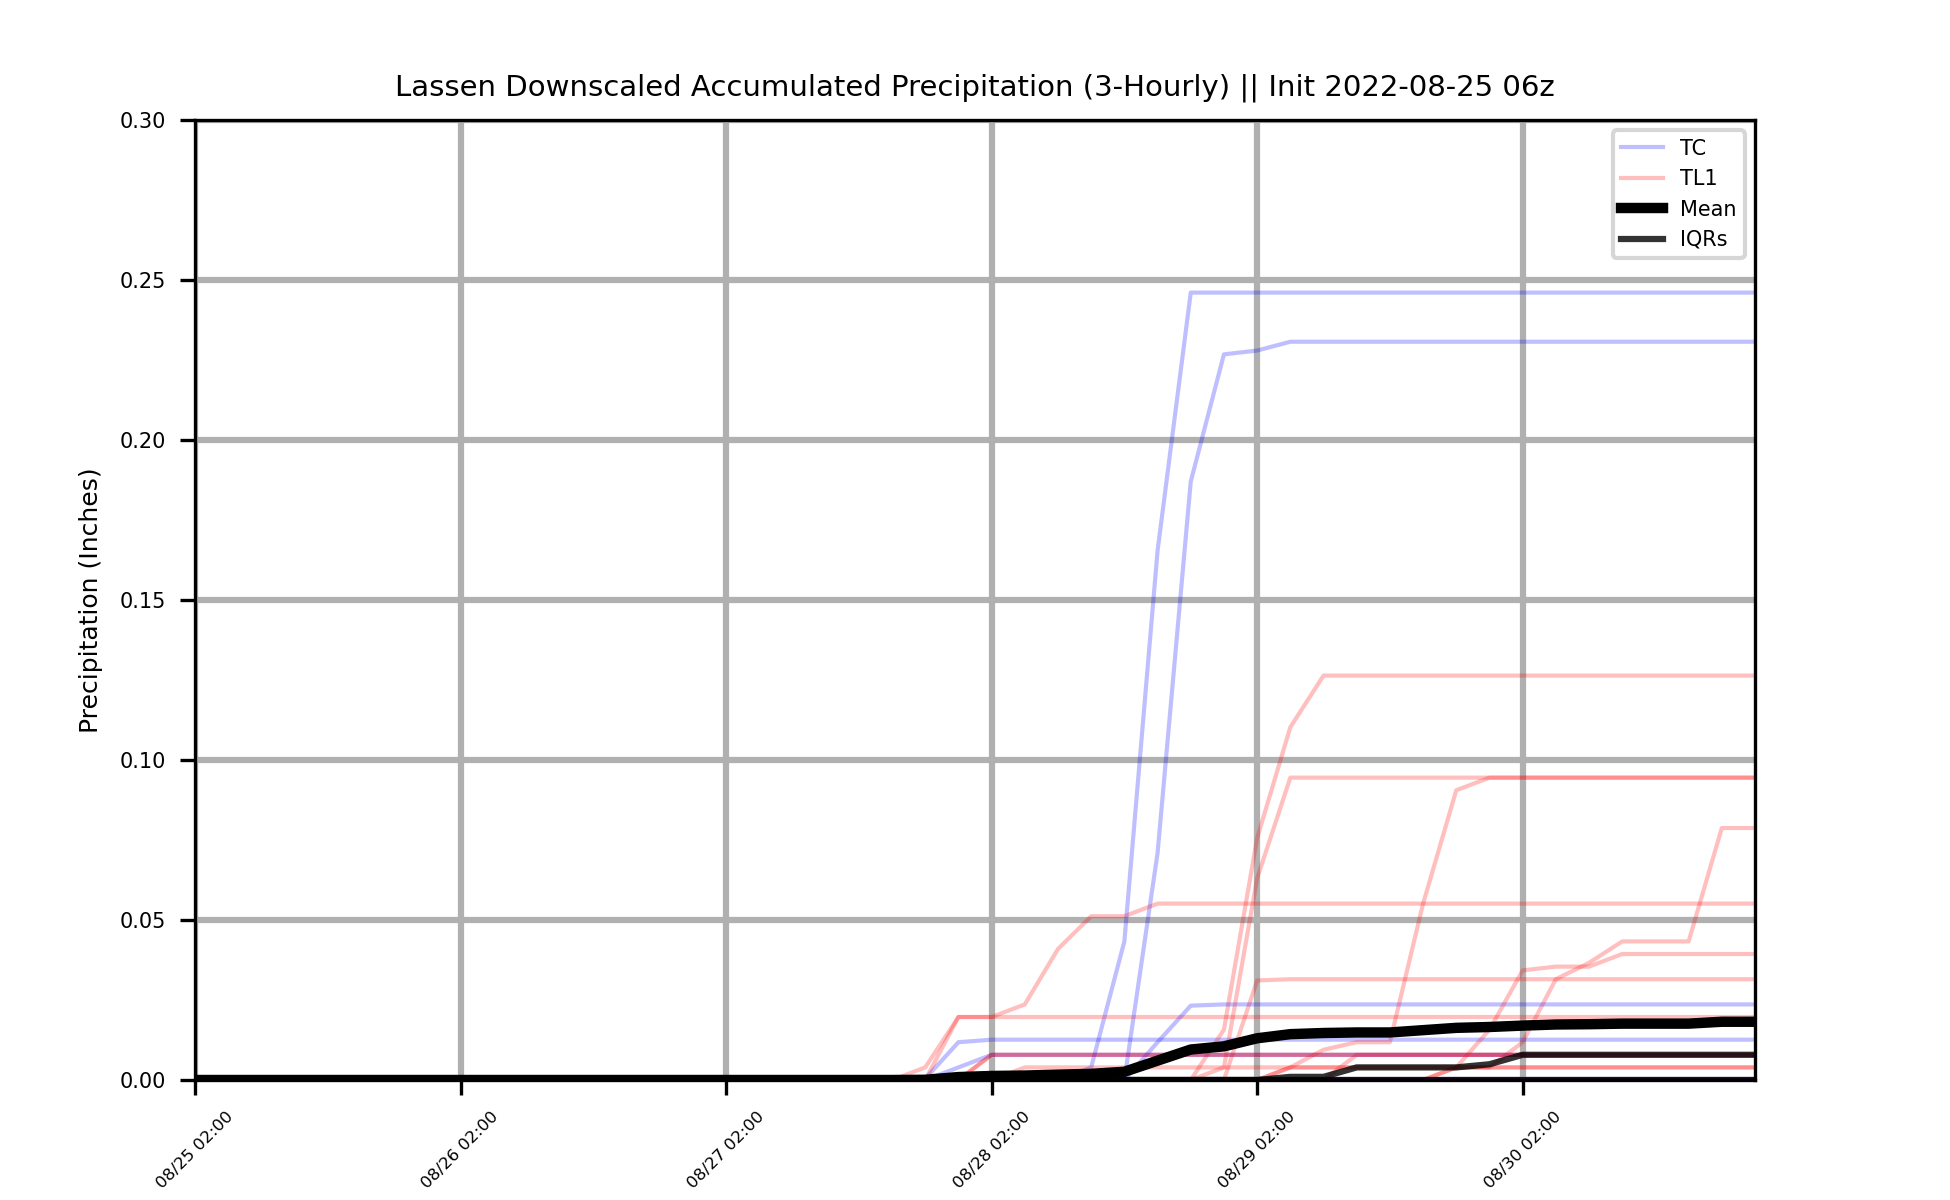 Lassen Downscaled Accumulated Precipitation (3-Hourly) || Init 2022-08-25 06z
0.30
0.25
0.20
0.15
0.10
0.05
0.00
Precipitation (Inches)
TC
TL1
Mean
IQRs
08/25 02:00
08/26 02:00
08/27 02:00
08/28 02:00
08/29 02:00
08/30 02:00